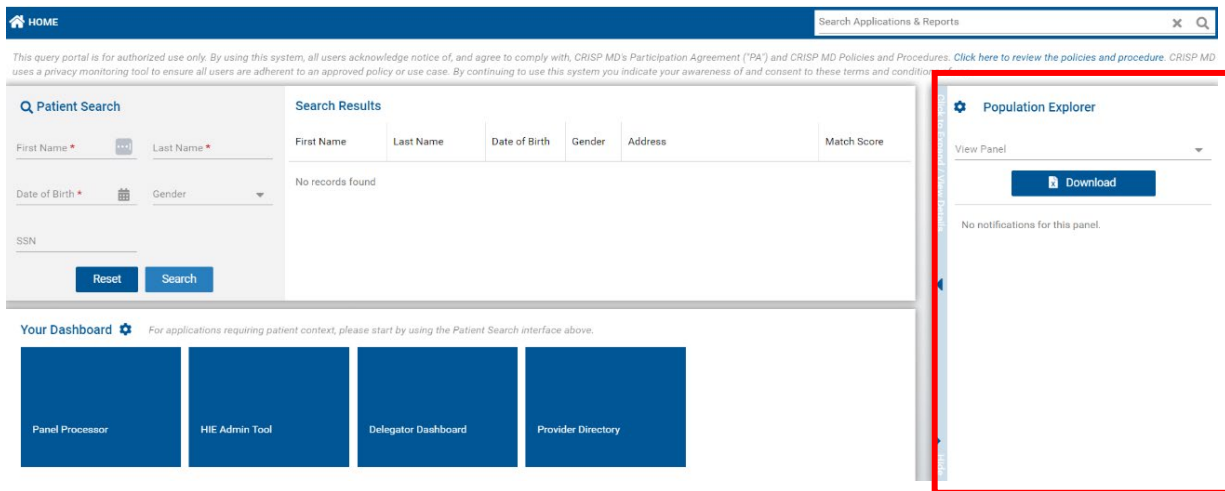 HOME
Search Applications & Reports
This query portal is for authorized use only. By using this system, all users acknowledge notice of, and agree to comply with, CRISP MD's Participation Agreement ("PA") and CRISP MD Policies and Procedures. Click here to review the policies and procedure. CRISP MD
uses a privacy monitoring tool to ensure all users are adherent to an approved policy or use case. By continuing to use this system you indicate your awareness of and consent to these terms and condition
Patient Search
First Name *
Last Name *
Date of Birth *
Gender
SSN
Reset
Search
Search Results
First Name Last Name Date of Birth Gender Address Match Score
No records found
Click to Expand / View Details
Hide
Population Explorer
View Panel
Download
No notifications for this panel.
Your Dashboard
For applications requiring patient context, please start by using the Patient Search interface above.
Panel Processor
HIE Admin Tool
Delegator Dashboard
Provider Directory